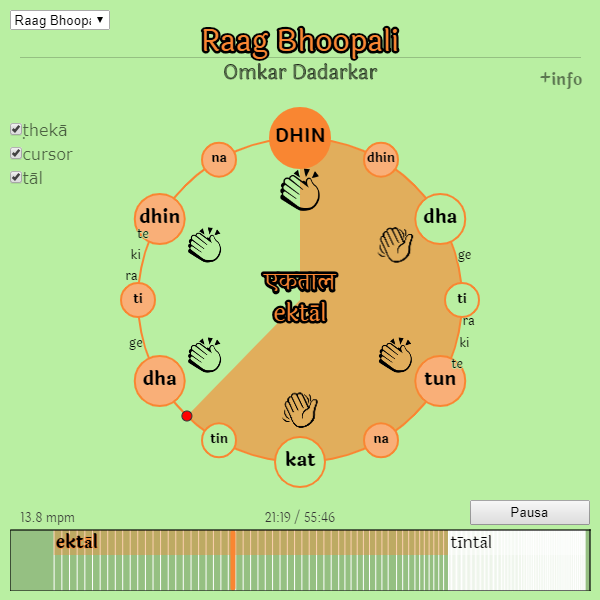 Raag Bhoopa
Raag Bhoopali
Omkar Dadarkar
+info
ṭhekā
cursor
tāl
DHIN
dhin
dha
ge
ti
ra
ki
te
tun
na
kat
tin
dha
ge
ti
ra
ki
te
dhin
na
एकताल
ektāl
13.8 mpm
21:19 / 55:46
Pausa
ektāl
tīntāl